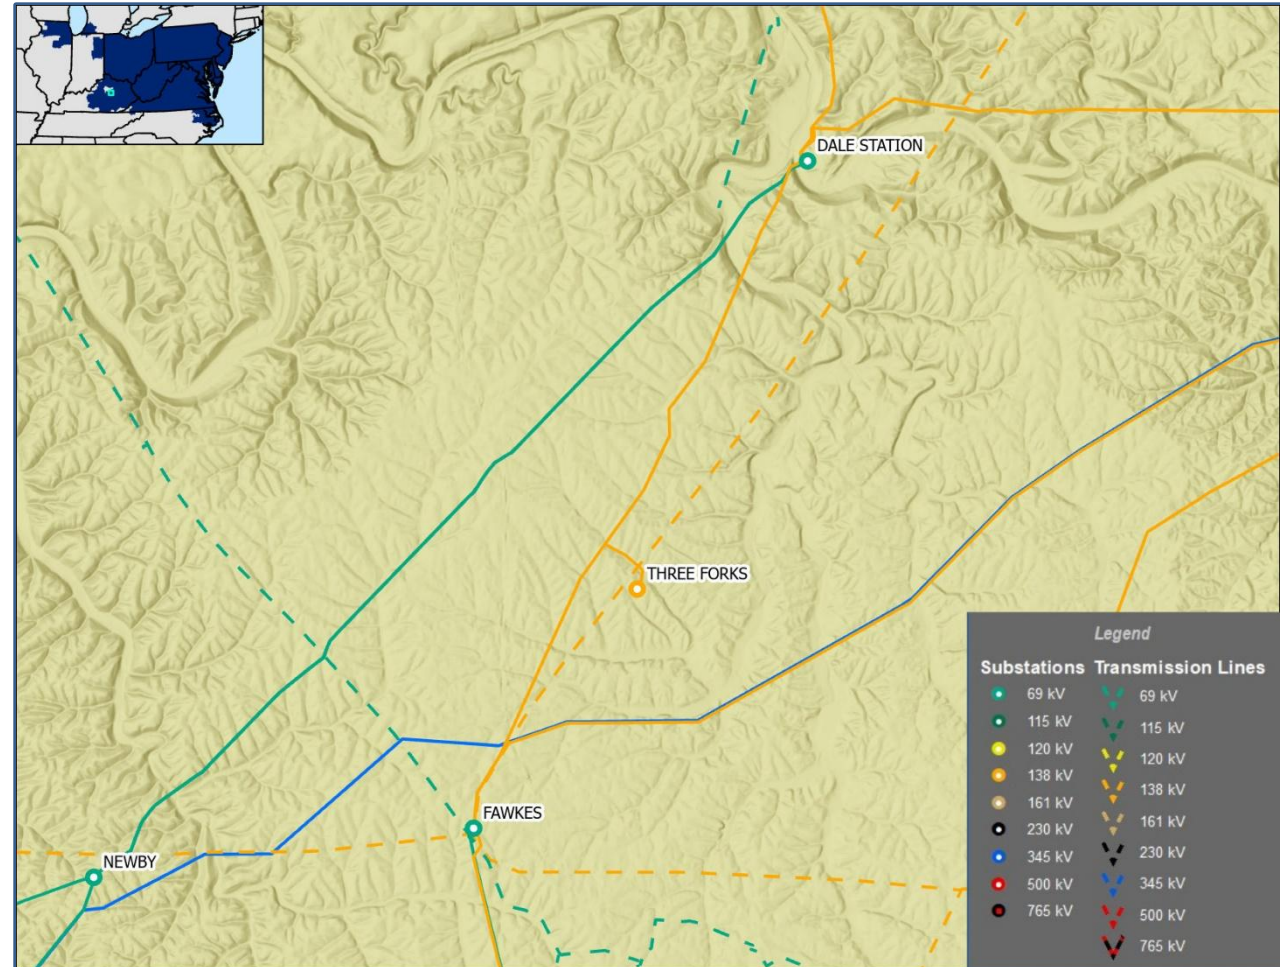 DALE STATION
THREE FORKS
FAWKES
NEWBY
Legend
Substations Transmission Lines
69 kV 69 kV
115 kV 115 kV
120 kV 120 kV
138 kV 138 kV
161 kV 161 kV
230 kV 230 kV
345 kV 345 kV
500 kV 500 kV
765 kV 765 kV